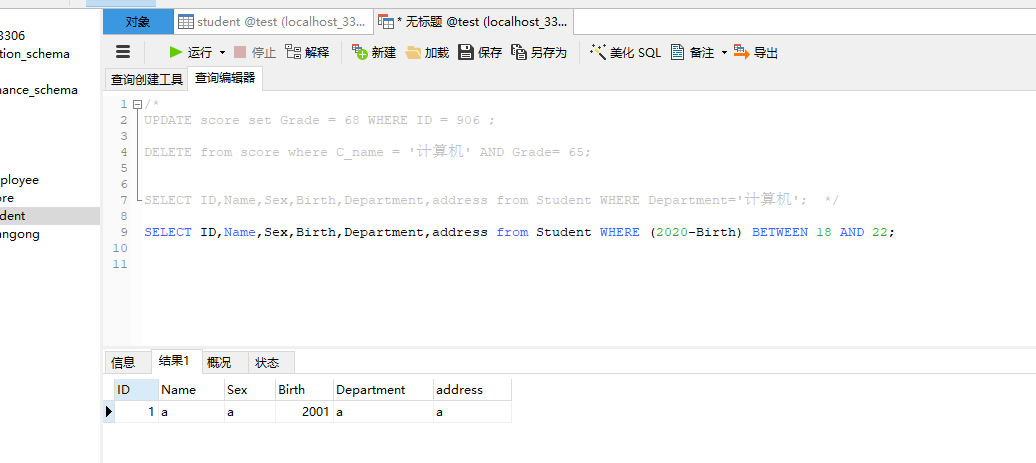 对象 student @test (localhost_33... * 无标题 @test (localhost_33...
运行 停止 解释 新建 加载 保存 另存为 美化 SQL 备注 导出
查询创建工具 查询编辑器
3306
tion_schema
nance_schema
ployee
ore
dent
angong
1 /*
2 UPDATE score set Grade = 68 WHERE ID = 906 ;
3
4 DELETE from score where C_name = '计算机' AND Grade= 65;
5
6
7 SELECT ID,Name,Sex,Birth,Department,address from Student WHERE Department='计算机'; */
8
9 SELECT ID,Name,Sex,Birth,Department,address from Student WHERE (2020-Birth) BETWEEN 18 AND 22;
10
11
信息 结果1 概况 状态
ID Name Sex Birth Department address
1 a a 2001 a a